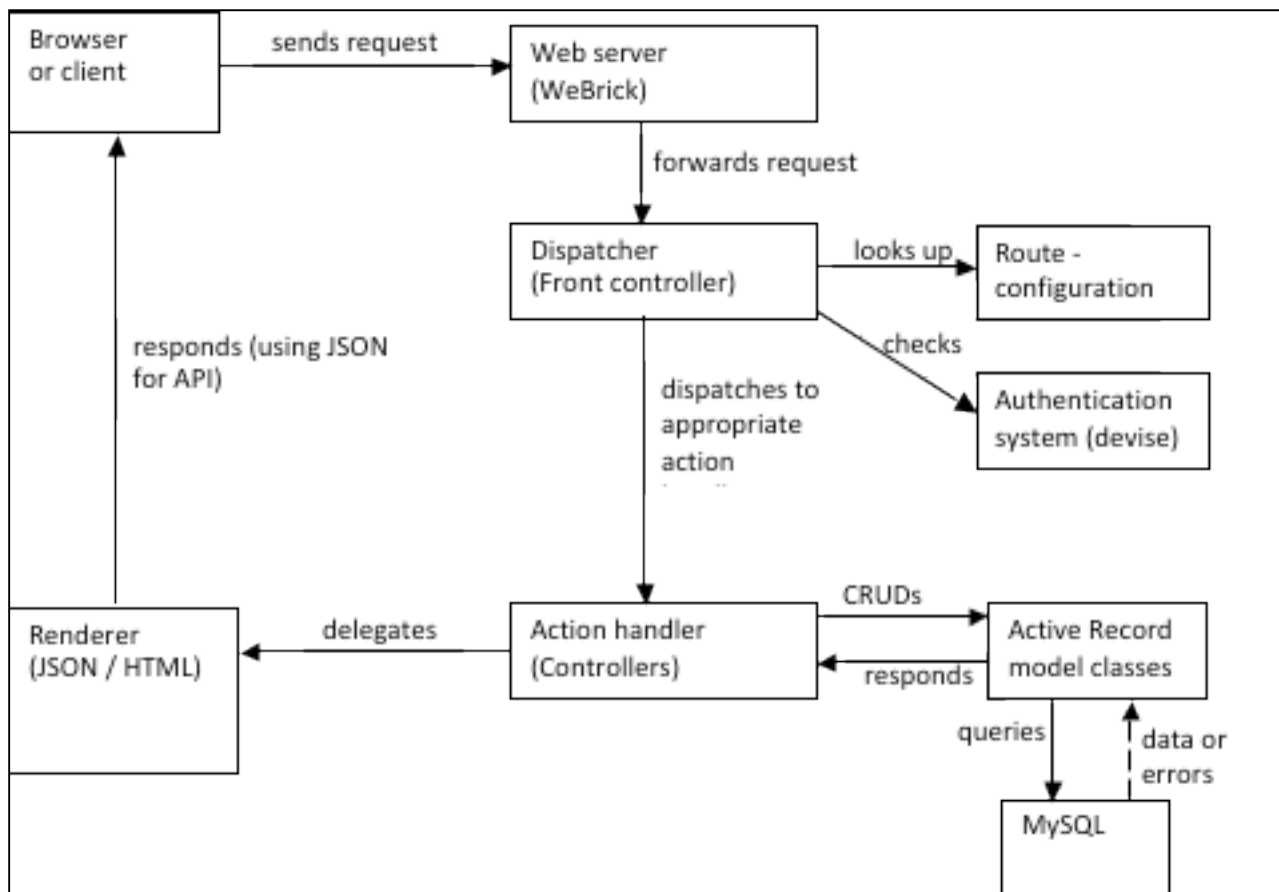 Browser
or client
sends request
Web server
(WeBrick)
forwards request
Dispatcher
(Front controller)
looks up
Route -
configuration
checks
Authentication
system (devise)
responds (using JSON
for API)
dispatches to
appropriate
action
Renderer
(JSON / HTML)
delegates
Action handler
(Controllers)
CRUDs
responds
Active Record
model classes
queries
data or
errors
MySQL